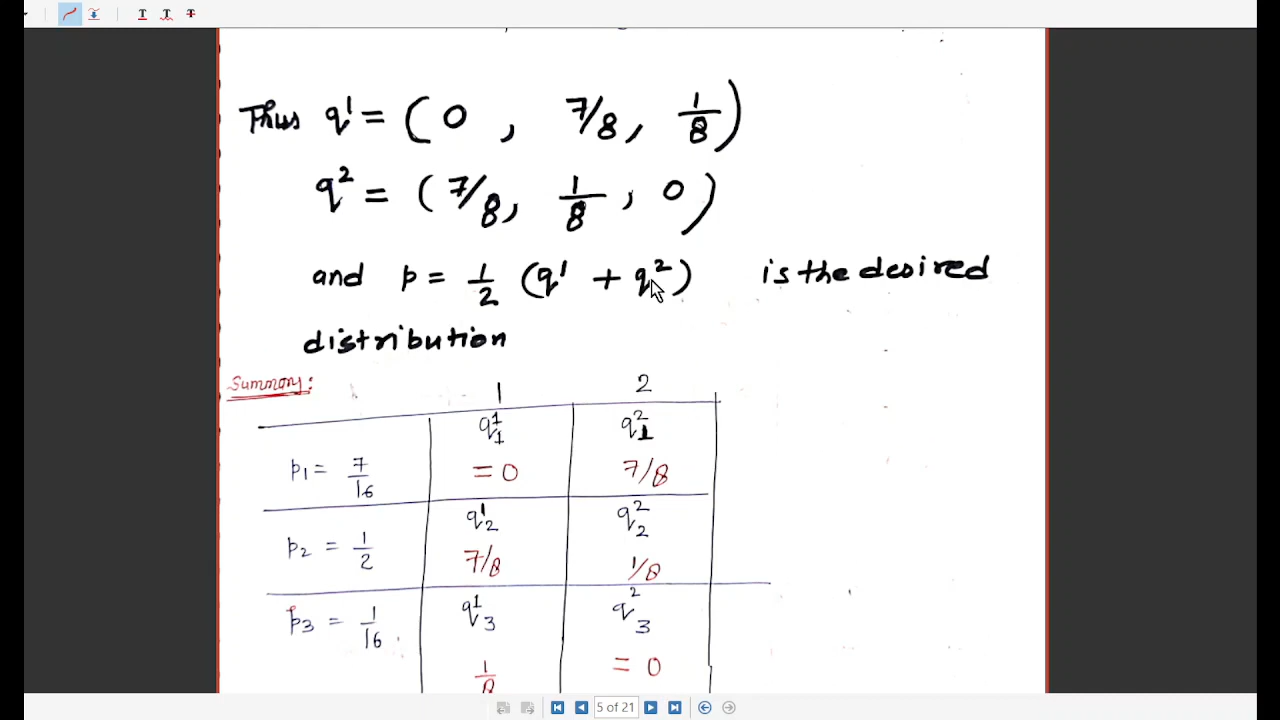 Thus q¹ = (0, 7/8, 1/8)
q² = (7/8, 1/8, 0)
and p = 1/2 (q¹ + q²) is the desired
distribution
Summary:
1 2
q¹₁ q²₁
p₁ = 7/16 = 0 7/8
q¹₂ q²₂
p₂ = 1/2 7/8 1/8
q¹₃ q²₃
p₃ = 1/16
1/8 = 0
5 of 21